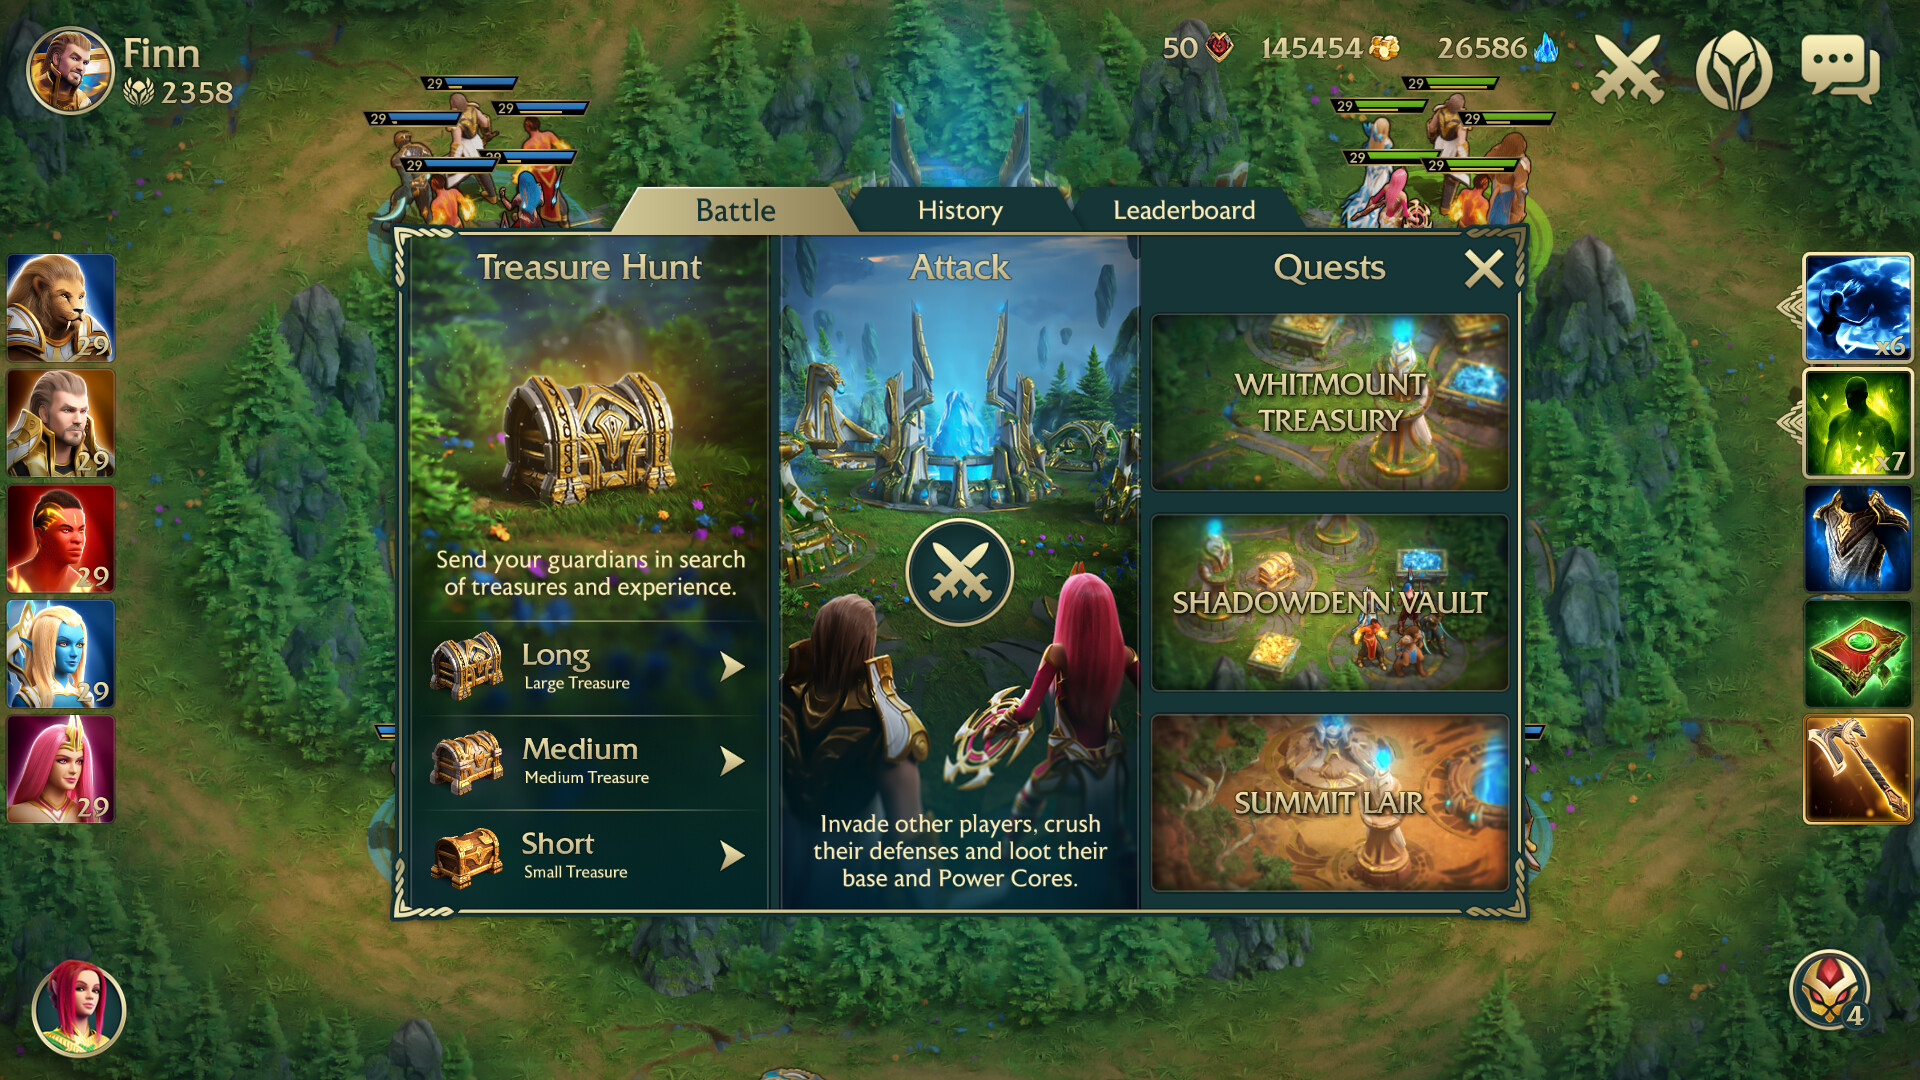 Finn
2358
50
145454
26586
29
29
29
29
29
29
29
29
29
29
Battle
History
Leaderboard
Treasure Hunt
Send your guardians in search
of treasures and experience.
Long
Large Treasure
Medium
Medium Treasure
Short
Small Treasure
Attack
Invade other players, crush
their defenses and loot their
base and Power Cores.
Quests
WHITMOUNT
TREASURY
SHADOWDENN VAULT
SUMMIT LAIR
29
29
29
29
29
x6
x7
4